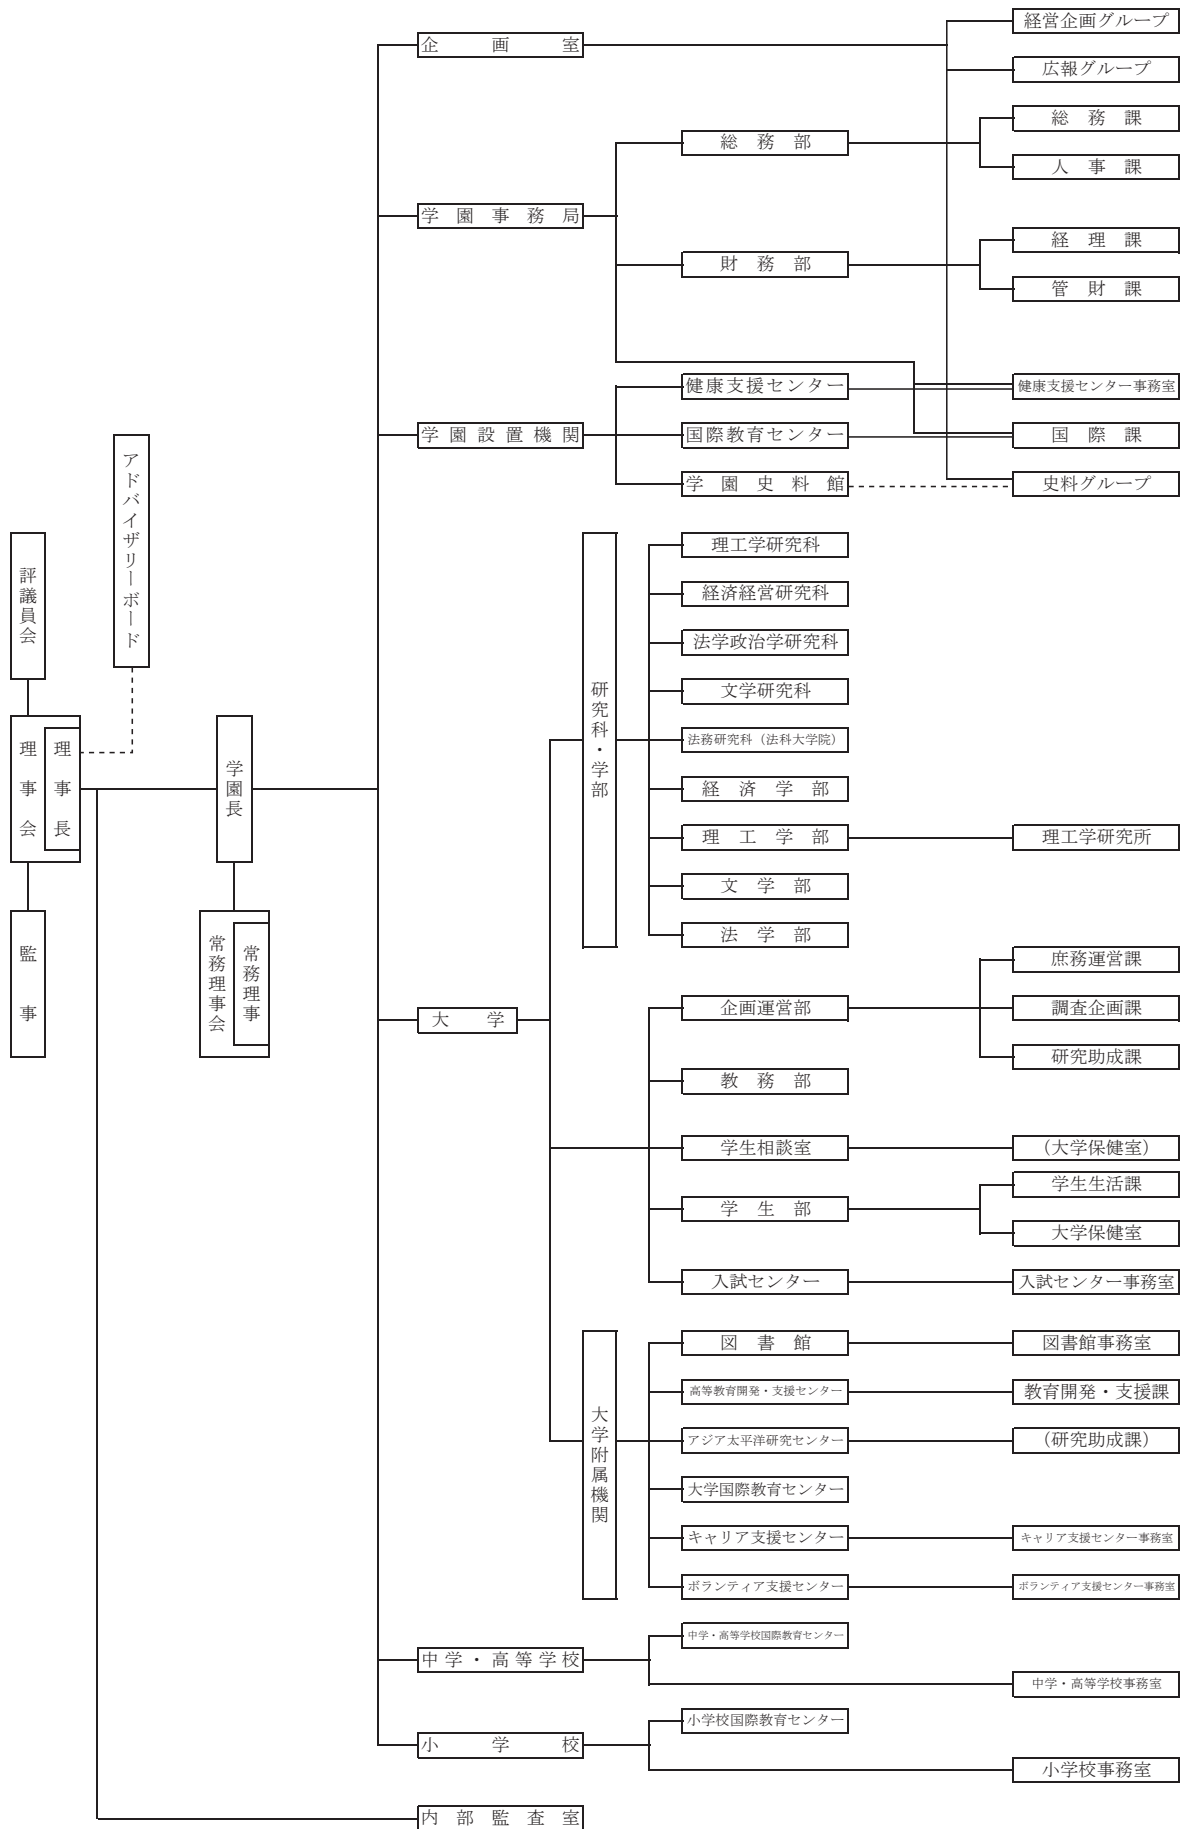 評議員会
理事会
理事長
監事
アドバイザリーボード
学園長
常務理事会
常務理事
企画室
経営企画グループ
広報グループ
学園事務局
総務部
総務課
人事課
財務部
経理課
管財課
学園設置機関
健康支援センター
健康支援センター事務室
国際教育センター
国際課
学園史料館
史料グループ
大学
研究科・学部
理工学研究科
経済経営研究科
法学政治学研究科
文学研究科
法務研究科（法科大学院）
経済学部
理工学部
理工学研究所
文学部
法学部
企画運営部
庶務運営課
調査企画課
研究助成課
教務部
学生相談室
（大学保健室）
学生部
学生生活課
大学保健室
入試センター
入試センター事務室
大学附属機関
図書館
図書館事務室
高等教育開発・支援センター
教育開発・支援課
アジア太平洋研究センター
（研究助成課）
大学国際教育センター
キャリア支援センター
キャリア支援センター事務室
ボランティア支援センター
ボランティア支援センター事務室
中学・高等学校
中学・高等学校国際教育センター
中学・高等学校事務室
小学校
小学校国際教育センター
小学校事務室
内部監査室